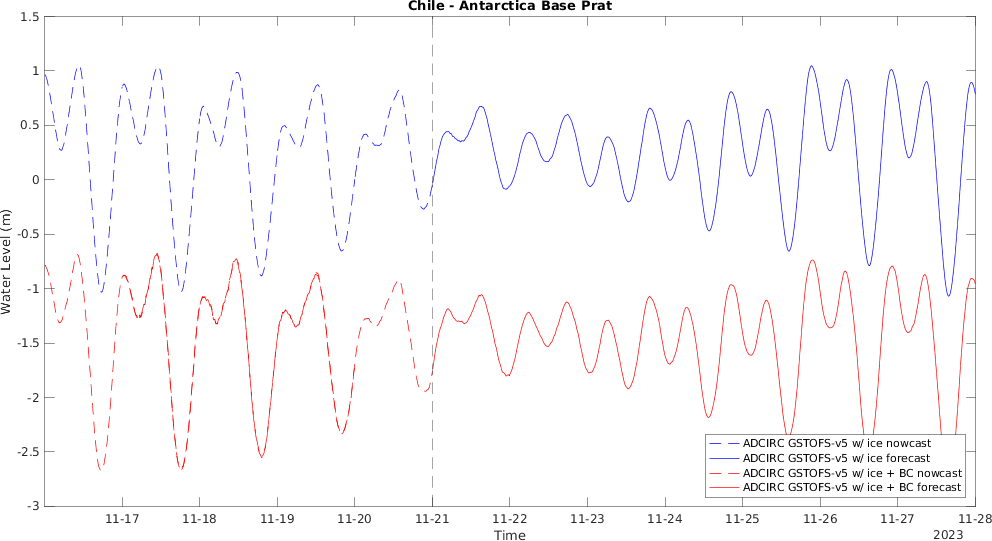 Chile - Antarctica Base Prat
1.5
1
0.5
0
-0.5
-1
-1.5
-2
-2.5
-3
Water Level (m)
ADCIRC GSTOFS-v5 w/ ice nowcast
ADCIRC GSTOFS-v5 w/ ice forecast
ADCIRC GSTOFS-v5 w/ ice + BC nowcast
ADCIRC GSTOFS-v5 w/ ice + BC forecast
11-17 11-18 11-19 11-20 11-21 11-22 11-23 11-24 11-25 11-26 11-27 11-28
Time
2023